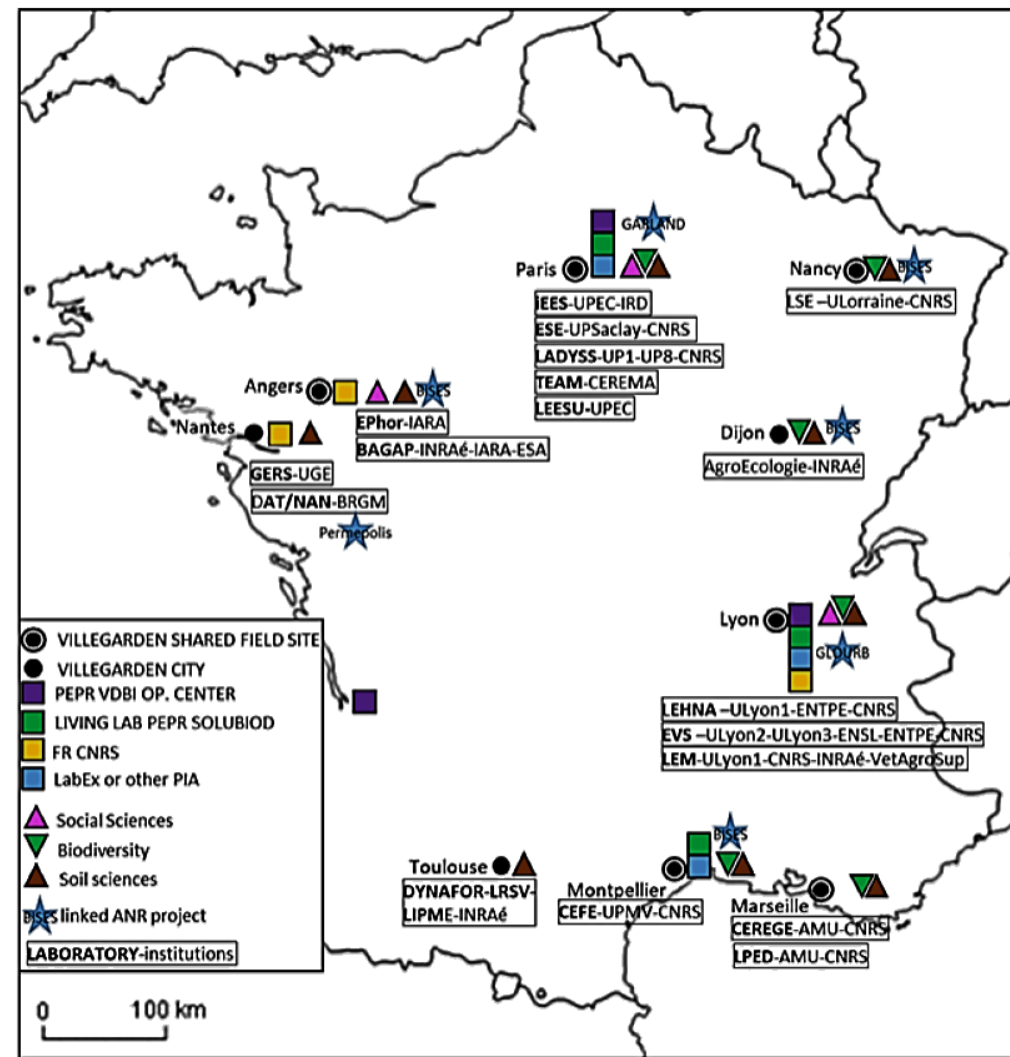 GARLAND
Paris
iEES-UPEC-IRD
ESE-UPSaclay-CNRS
LADYSS-UP1-UP8-CNRS
TEAM-CEREMA
LEESU-UPEC
Nancy
BISES
LSE –ULorraine-CNRS
Angers
BISES
EPhor-IARA
BAGAP-INRAé-IARA-ESA
Nantes
GERS-UGE
DAT/NAN-BRGM
Permepolis
Dijon
BISES
AgroEcologie-INRAé
Lyon
GLOURB
LEHNA –ULyon1-ENTPE-CNRS
EVS –ULyon2-ULyon3-ENSL-ENTPE-CNRS
LEM-ULyon1-CNRS-INRAé-VetAgroSup
BISES
Toulouse
DYNAFOR-LRSV-
LIPME-INRAé
Montpellier
CEFE-UPMV-CNRS
Marseille
CEREGE-AMU-CNRS
LPED-AMU-CNRS
VILLEGARDEN SHARED FIELD SITE
VILLEGARDEN CITY
PEPR VDBI OP. CENTER
LIVING LAB PEPR SOLUBIOD
FR CNRS
LabEx or other PIA
Social Sciences
Biodiversity
Soil sciences
BISES linked ANR project
LABORATORY-institutions
0 100 km